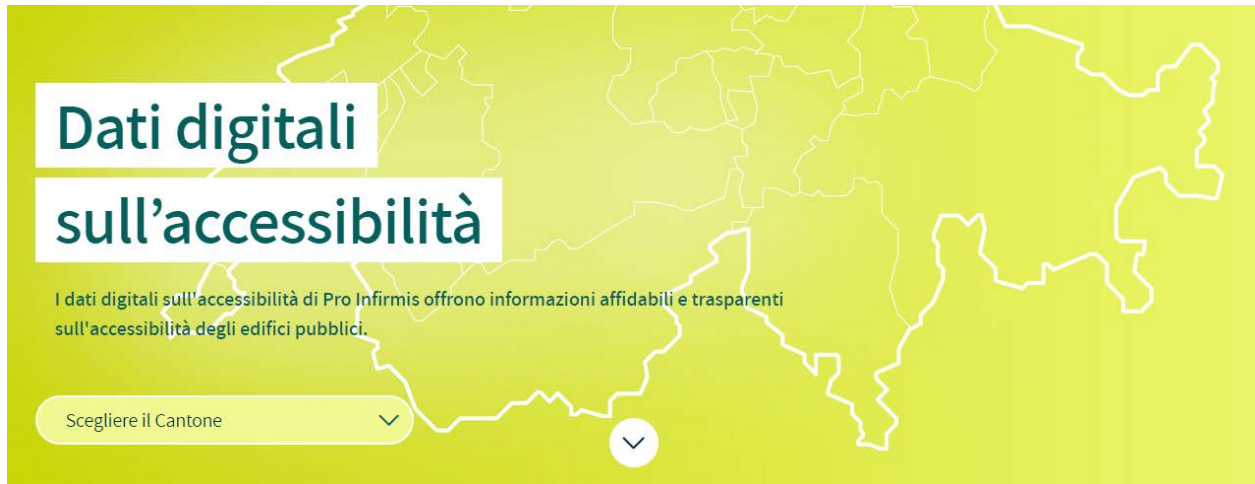 Dati digitali
sull’accessibilità
I dati digitali sull'accessibilità di Pro Infirmis offrono informazioni affidabili e trasparenti
sull'accessibilità degli edifici pubblici.
Scegliere il Cantone